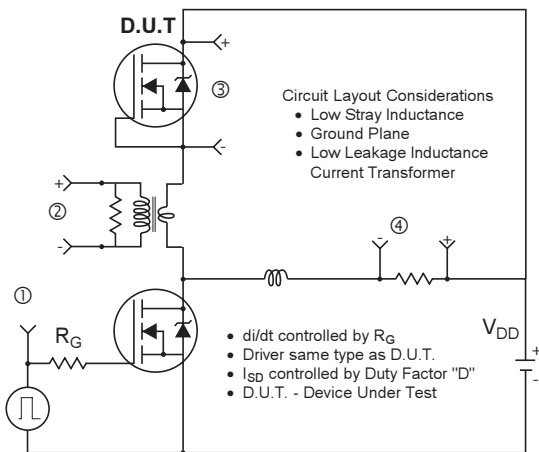 D.U.T
+
③
-
Circuit Layout Considerations
• Low Stray Inductance
• Ground Plane
• Low Leakage Inductance
Current Transformer
+
②
-
-
④
+
①
RG
• di/dt controlled by RG
• Driver same type as D.U.T.
• ISD controlled by Duty Factor "D"
• D.U.T. - Device Under Test
VDD
+
-